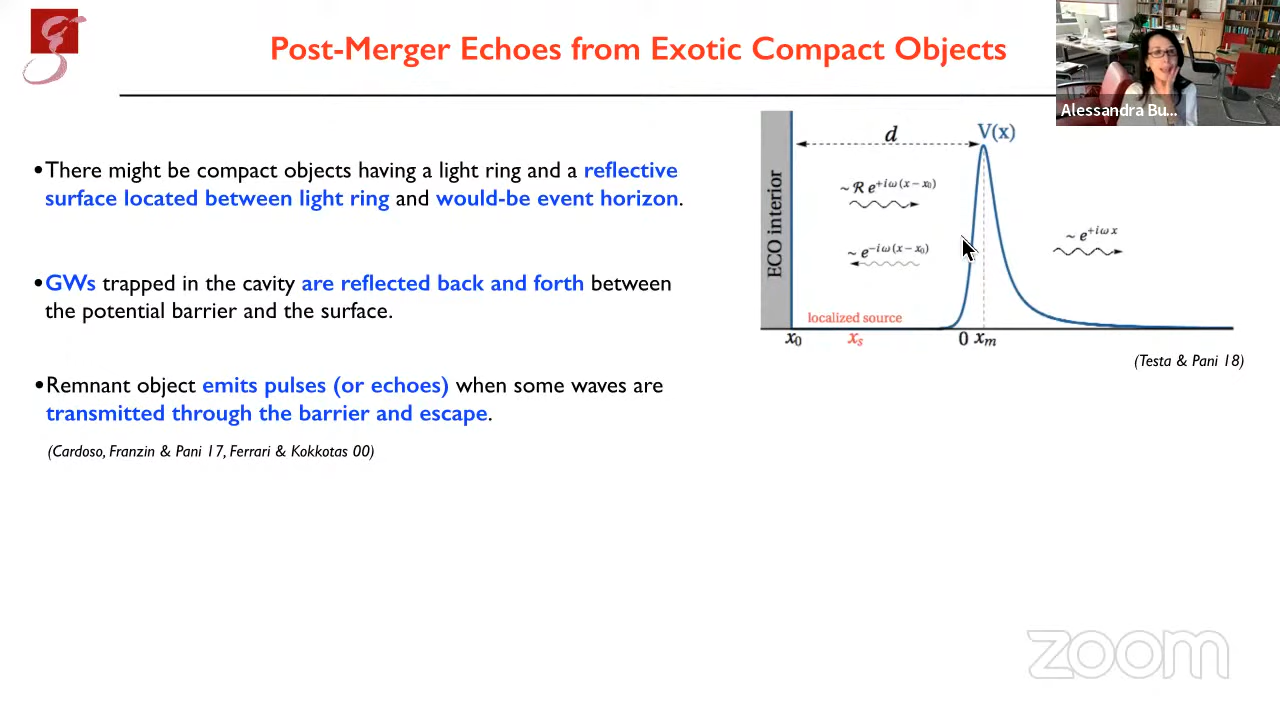 Post-Merger Echoes from Exotic Compact Objects
Alessandra Bu...
•There might be compact objects having a light ring and a reflective
surface located between light ring and would-be event horizon.
•GWs trapped in the cavity are reflected back and forth between
the potential barrier and the surface.
•Remnant object emits pulses (or echoes) when some waves are
transmitted through the barrier and escape.
(Cardoso, Franzin & Pani 17, Ferrari & Kokkotas 00)
ECO interior
d
V(x)
~ ℛ e^{+iω(x−x₀)}
~ e^{−iω(x−x₀)}
~ e^{+iωx}
localized source
x₀
xₛ
0
xₘ
(Testa & Pani 18)
zoom